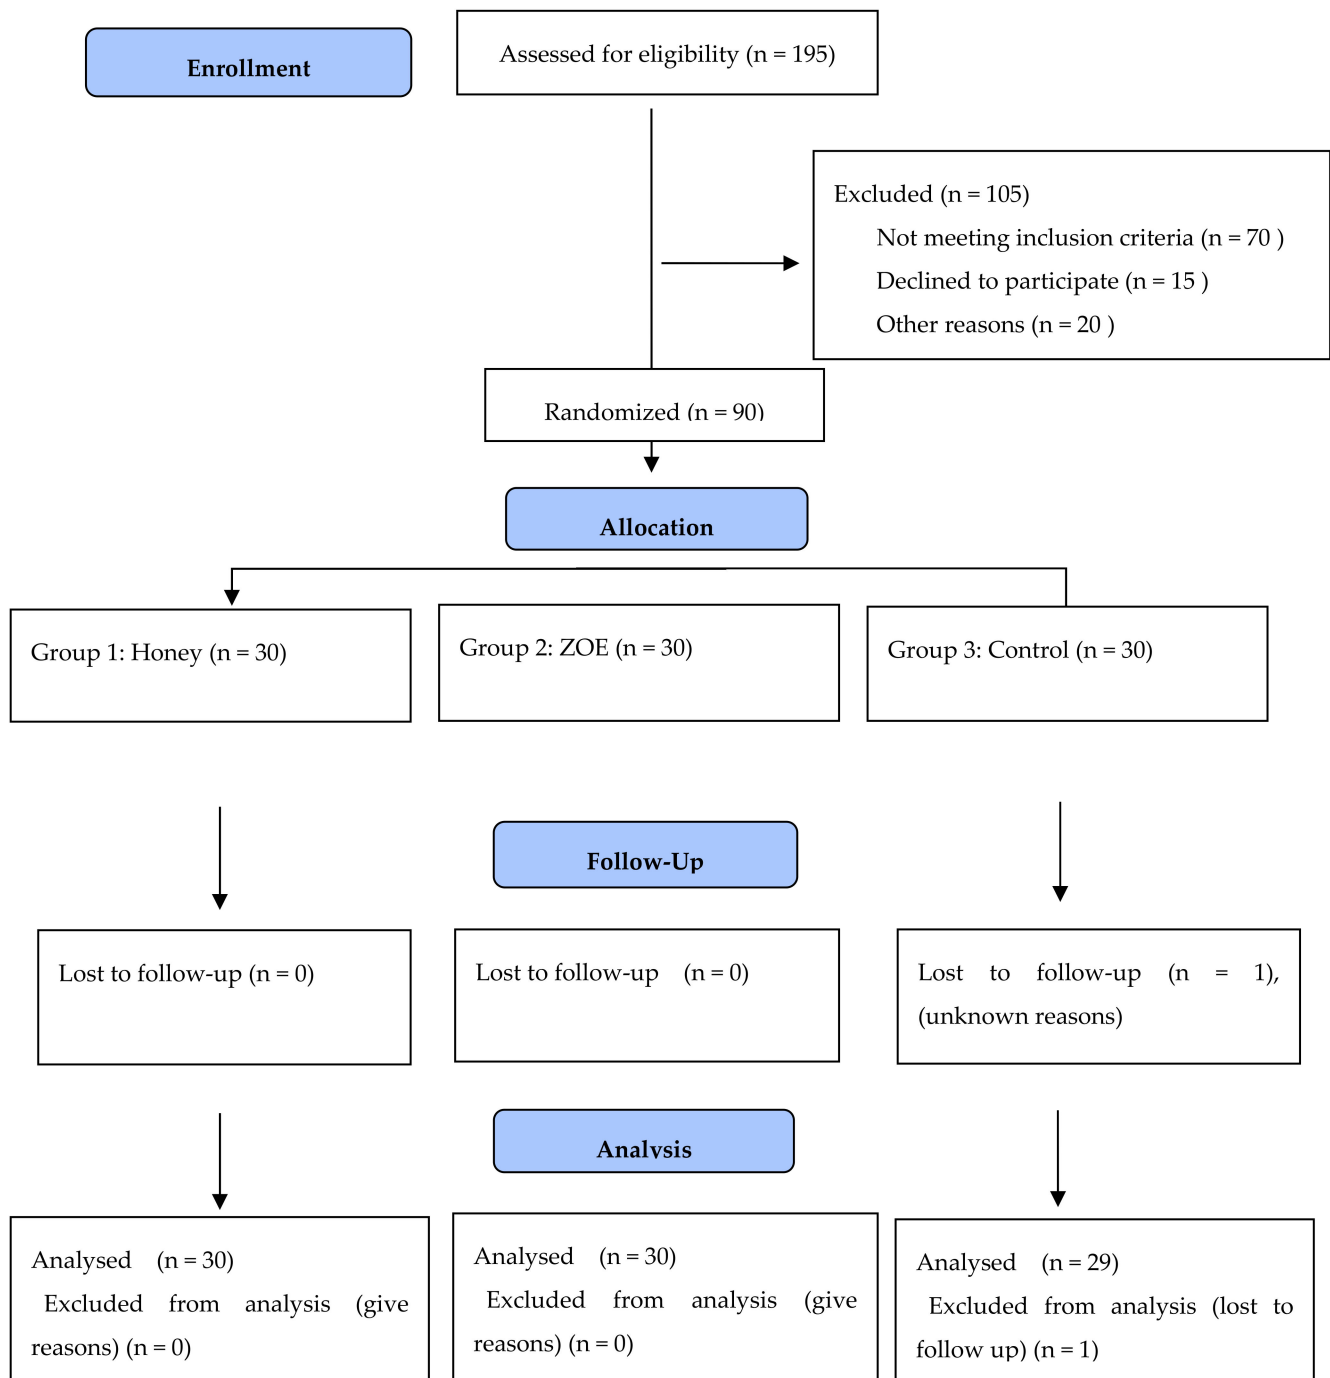 Enrollment
Assessed for eligibility (n = 195)
Excluded (n = 105)
Not meeting inclusion criteria (n = 70 )
Declined to participate (n = 15 )
Other reasons (n = 20 )
Randomized (n = 90)
Allocation
Group 1: Honey (n = 30)
Group 2: ZOE (n = 30)
Group 3: Control (n = 30)
Follow-Up
Lost to follow-up (n = 0)
Lost to follow-up (n = 0)
Lost to follow-up (n = 1),
(unknown reasons)
Analysis
Analysed (n = 30)
Excluded from analysis (give
reasons) (n = 0)
Analysed (n = 30)
Excluded from analysis (give
reasons) (n = 0)
Analysed (n = 29)
Excluded from analysis (lost to
follow up) (n = 1)